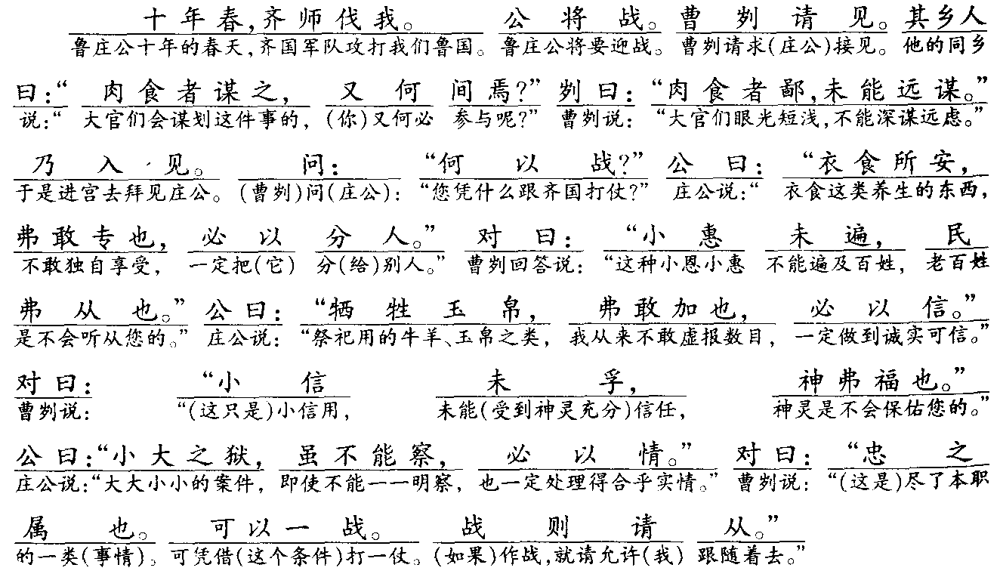 十年春,齐师伐我。 公将战。曹刿请见。其乡人
鲁庄公十年的春天,齐国军队攻打我们鲁国。鲁庄公将要迎战。曹刿请求(庄公)接见。他的同乡
曰:“肉食者谋之, 又何间焉?”刿曰:“肉食者鄙,未能远谋。”
说:“大官们会谋划这件事的,(你)又何必参与呢?”曹刿说:“大官们眼光短浅,不能深谋远虑。”
乃入见。 问: “何以战?”公曰:“衣食所安,
于是进宫去拜见庄公。(曹刿)问(庄公):“您凭什么跟齐国打仗?”庄公说:“衣食这类养生的东西,
弗敢专也,必以分人。”对曰:“小惠未遍,民
不敢独自享受,一定把(它)分(给)别人。”曹刿回答说:“这种小恩小惠不能遍及百姓,老百姓
弗从也。”公曰:“牺牲玉帛,弗敢加也,必以信。”
是不会听从您的。”庄公说:“祭祀用的牛羊、玉帛之类,我从来不敢虚报数目,一定做到诚实可信。”
对曰: “小信未孚,神弗福也。”
曹刿说:“(这只是)小信用,未能(受到神灵充分)信任,神灵是不会保佑您的。”
公曰:“小大之狱,虽不能察,必以情。”对曰:“忠之
庄公说:“大大小小的案件,即使不能一一明察,也一定处理得合乎实情。”曹刿说:“(这是)尽了本职
属也。可以一战。战则请从。”
的一类(事情)。可凭借(这个条件)打一仗。(如果)作战,就请允许(我)跟随着去。”